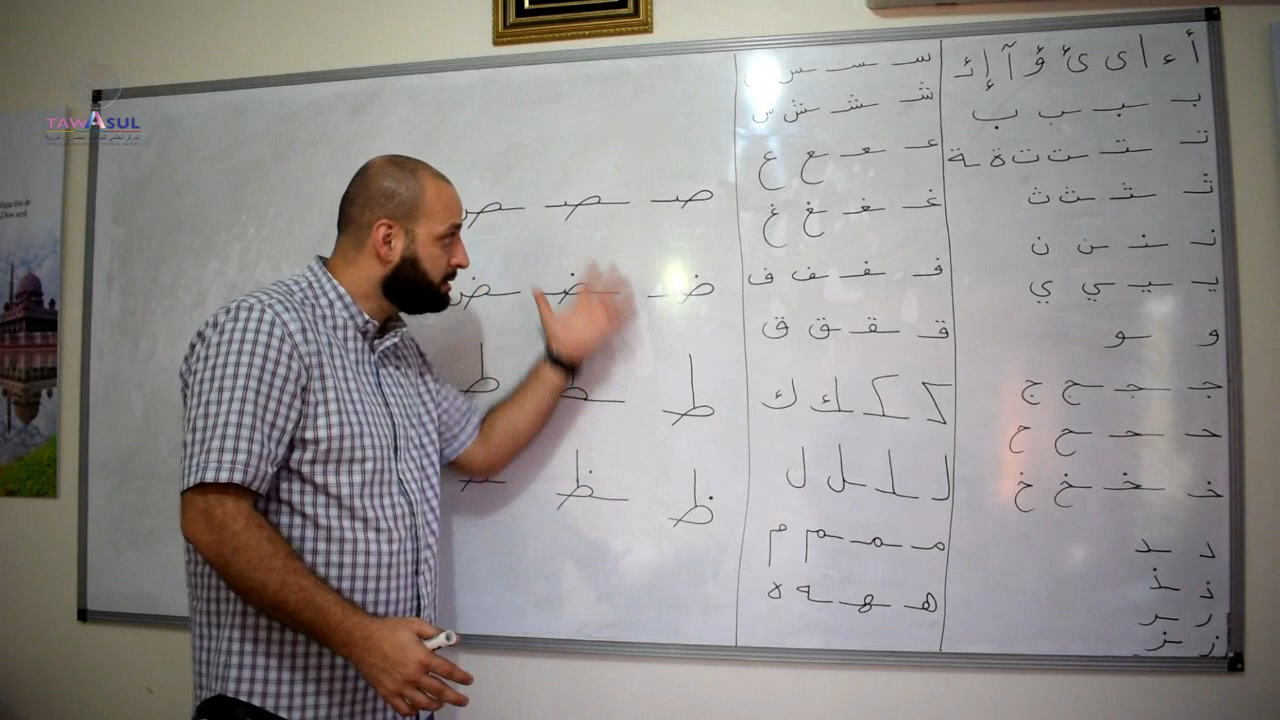 أ ء ا ى ئ ؤ آ إ ئـ
بـ ـبـ ـب ب
تـ ـتـ ـت ت ة ـة
ثـ ـثـ ـث ث
نـ ـنـ ـن ن
يـ ـيـ ـي ي
و ـو
جـ ـجـ ـج ج
حـ ـحـ ـح ح
خـ ـخـ ـخ خ
د ـد
ذ ـذ
ر ـر
ز ـز
سـ ـسـ ـس س
شـ ـشـ ـش ش
عـ ـعـ ـع ع
غـ ـغـ ـغ غ
فـ ـفـ ـف ف
قـ ـقـ ـق ق
كـ ـكـ ـك ك
لـ ـلـ ـل ل
مـ ـمـ ـم م
هـ ـهـ ـه ه
صـ ـصـ ـص
ضـ ـضـ ـض
ط ـطـ ـط
ظ ـظـ
TAWASUL